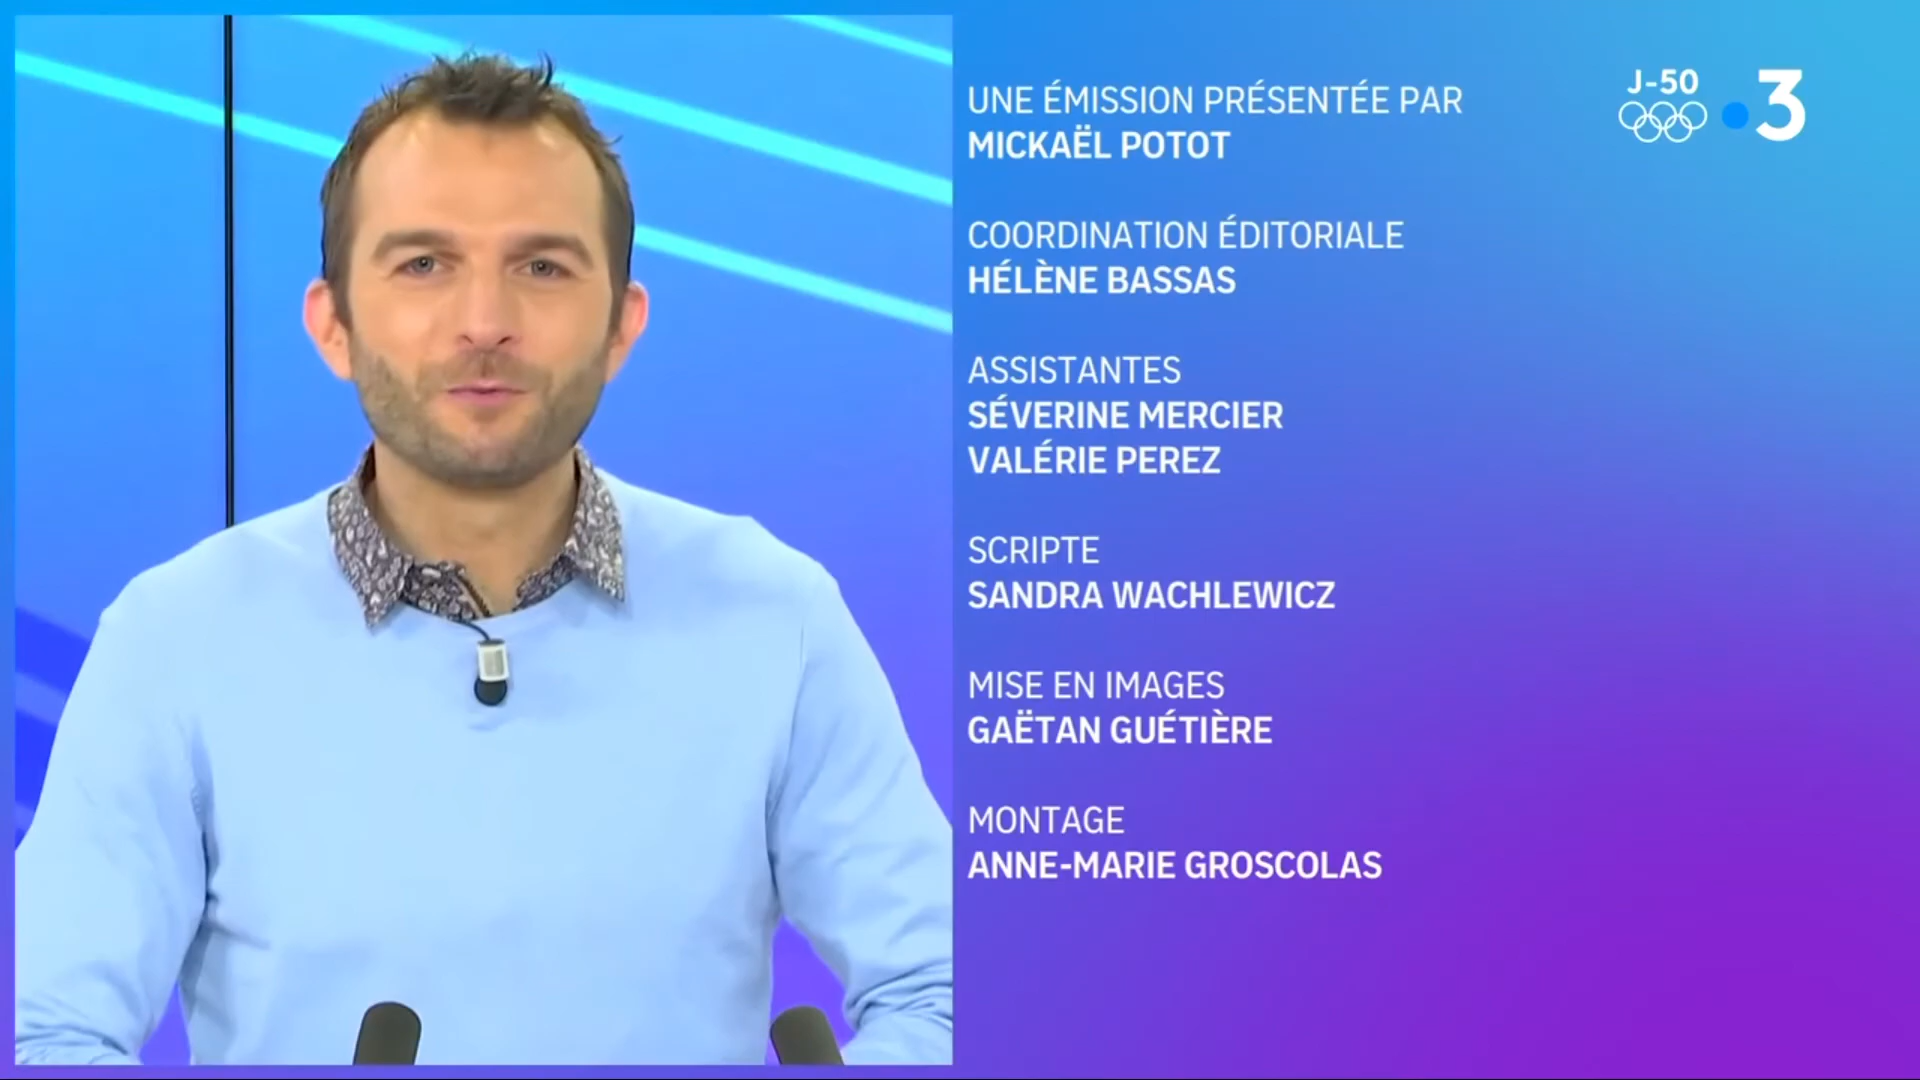 UNE ÉMISSION PRÉSENTÉE PAR
MICKAËL POTOT
COORDINATION ÉDITORIALE
HÉLÈNE BASSAS
ASSISTANTES
SÉVERINE MERCIER
VALÉRIE PEREZ
SCRIPTE
SANDRA WACHLEWICZ
MISE EN IMAGES
GAËTAN GUÉTIÈRE
MONTAGE
ANNE-MARIE GROSCOLAS
J-50
3